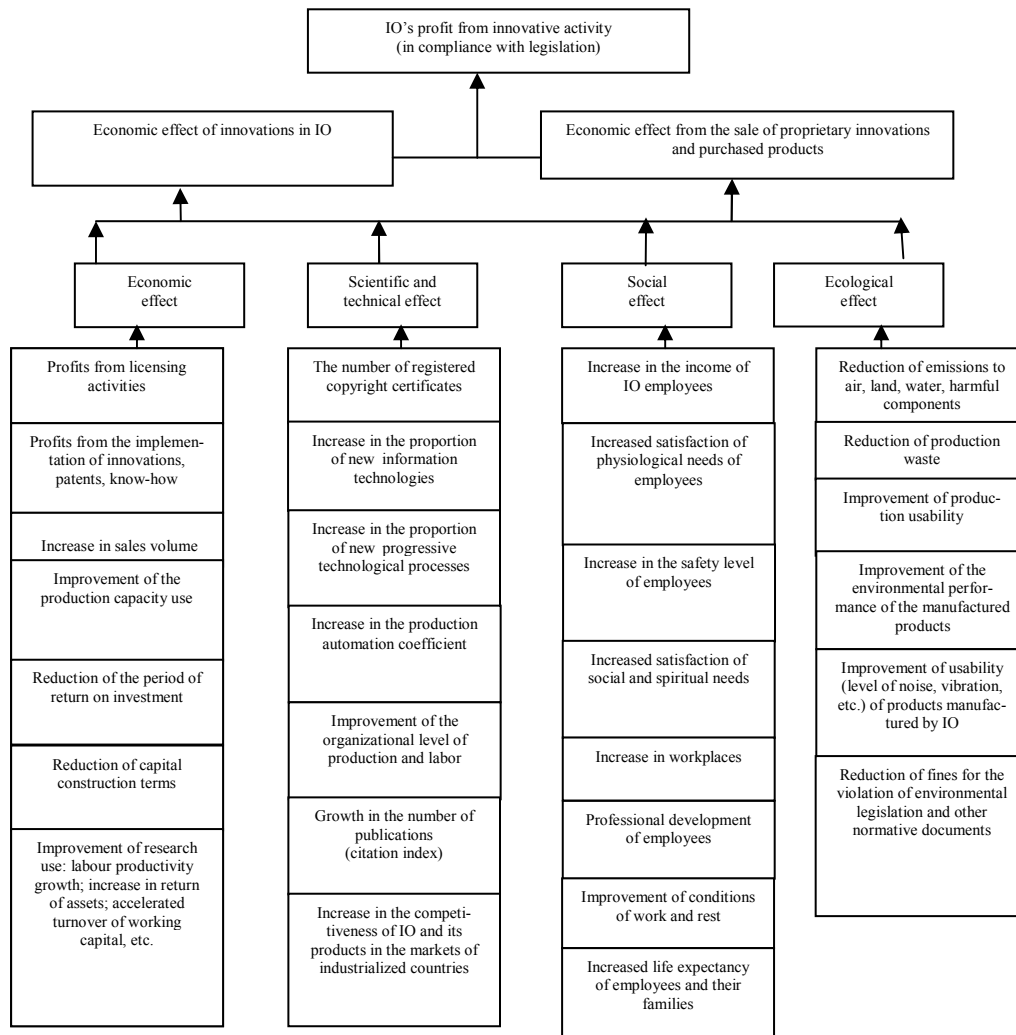 IO's profit from innovative activity
(in compliance with legislation)
Economic effect of innovations in IO
Economic effect from the sale of proprietary innovations
and purchased products
Economic
effect
Scientific and
technical effect
Social
effect
Ecological
effect
Profits from licensing
activities
Profits from the implemen-
tation of innovations,
patents, know-how
Increase in sales volume
Improvement of the
production capacity use
Reduction of the period of
return on investment
Reduction of capital
construction terms
Improvement of research
use: labour productivity
growth; increase in return
of assets; accelerated
turnover of working
capital, etc.
The number of registered
copyright certificates
Increase in the proportion
of new information
technologies
Increase in the proportion
of new progressive
technological processes
Increase in the production
automation coefficient
Improvement of the
organizational level of
production and labor
Growth in the number of
publications
(citation index)
Increase in the competi-
tiveness of IO and its
products in the markets of
industrialized countries
Increase in the income of
IO employees
Increased satisfaction of
physiological needs of
employees
Increase in the safety level
of employees
Increased satisfaction of
social and spiritual needs
Increase in workplaces
Professional development
of employees
Improvement of conditions
of work and rest
Increased life expectancy
of employees and their
families
Reduction of emissions to
air, land, water, harmful
components
Reduction of production
waste
Improvement of produc-
tion usability
Improvement of the
environmental perfor-
mance of the manufactured
products
Improvement of usability
(level of noise, vibration,
etc.) of products manufac-
tured by IO
Reduction of fines for the
violation of environmental
legislation and other
normative documents